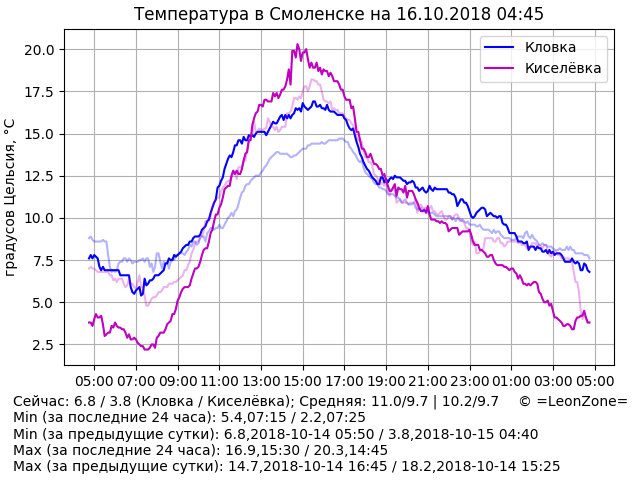 Температура в Смоленске на 16.10.2018 04:45
Кловка
Киселёвка
градусов Цельсия, °C
20.0
17.5
15.0
12.5
10.0
7.5
5.0
2.5
05:00 07:00 09:00 11:00 13:00 15:00 17:00 19:00 21:00 23:00 01:00 03:00 05:00
Сейчас: 6.8 / 3.8 (Кловка / Киселёвка); Средняя: 11.0/9.7 | 10.2/9.7 © =LeonZone=
Min (за последние 24 часа): 5.4,07:15 / 2.2,07:25
Min (за предыдущие сутки): 6.8,2018-10-14 05:50 / 3.8,2018-10-15 04:40
Max (за последние 24 часа): 16.9,15:30 / 20.3,14:45
Max (за предыдущие сутки): 14.7,2018-10-14 16:45 / 18.2,2018-10-14 15:25